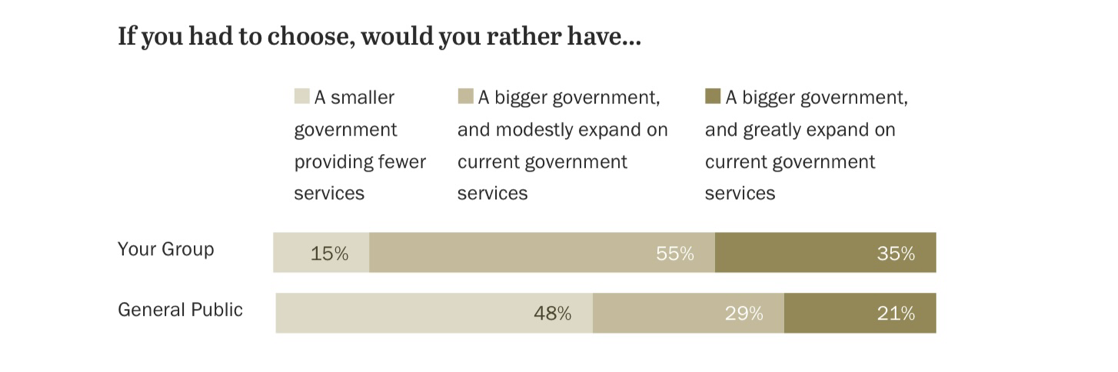 If you had to choose, would you rather have...
A smaller
government
providing fewer
services
A bigger government,
and modestly expand on
current government
services
A bigger government,
and greatly expand on
current government
services
Your Group 15% 55% 35%
General Public 48% 29% 21%